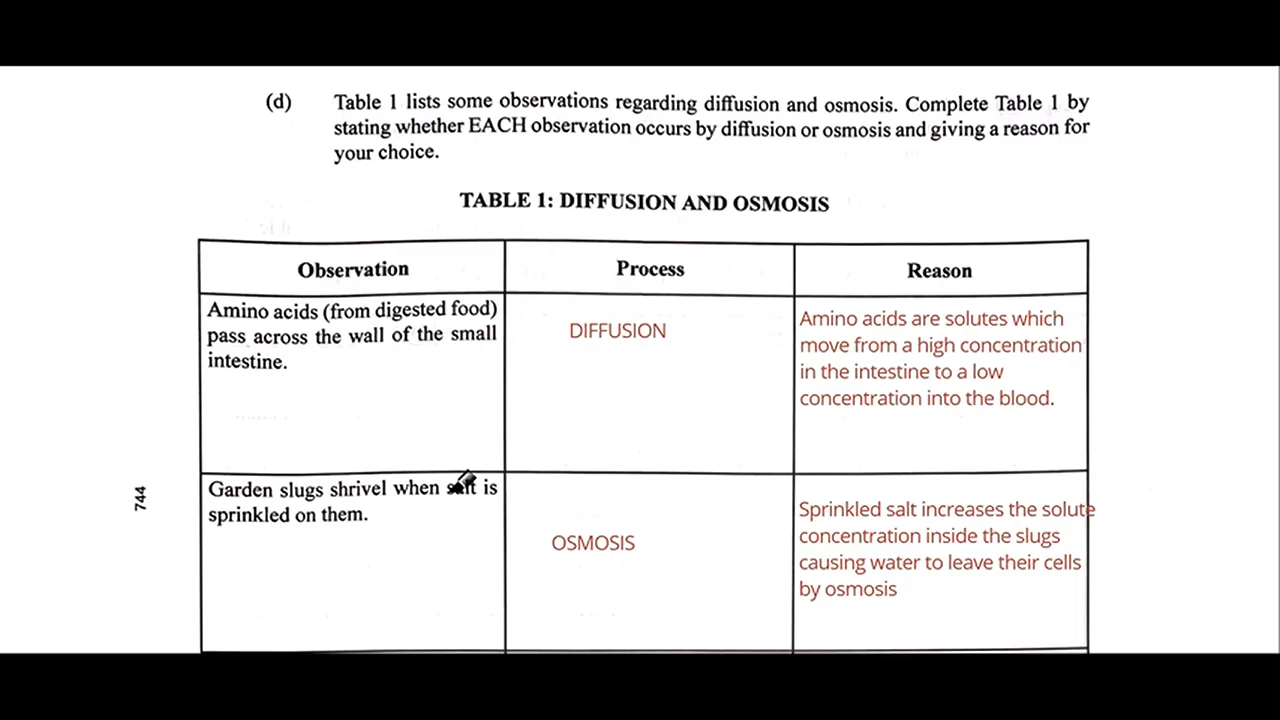 (d) Table 1 lists some observations regarding diffusion and osmosis. Complete Table 1 by
stating whether EACH observation occurs by diffusion or osmosis and giving a reason for
your choice.
TABLE 1: DIFFUSION AND OSMOSIS
Observation Process Reason
Amino acids (from digested food)
pass across the wall of the small
intestine.
DIFFUSION
Amino acids are solutes which
move from a high concentration
in the intestine to a low
concentration into the blood.
Garden slugs shrivel when salt is
sprinkled on them.
OSMOSIS
Sprinkled salt increases the solute
concentration inside the slugs
causing water to leave their cells
by osmosis
744